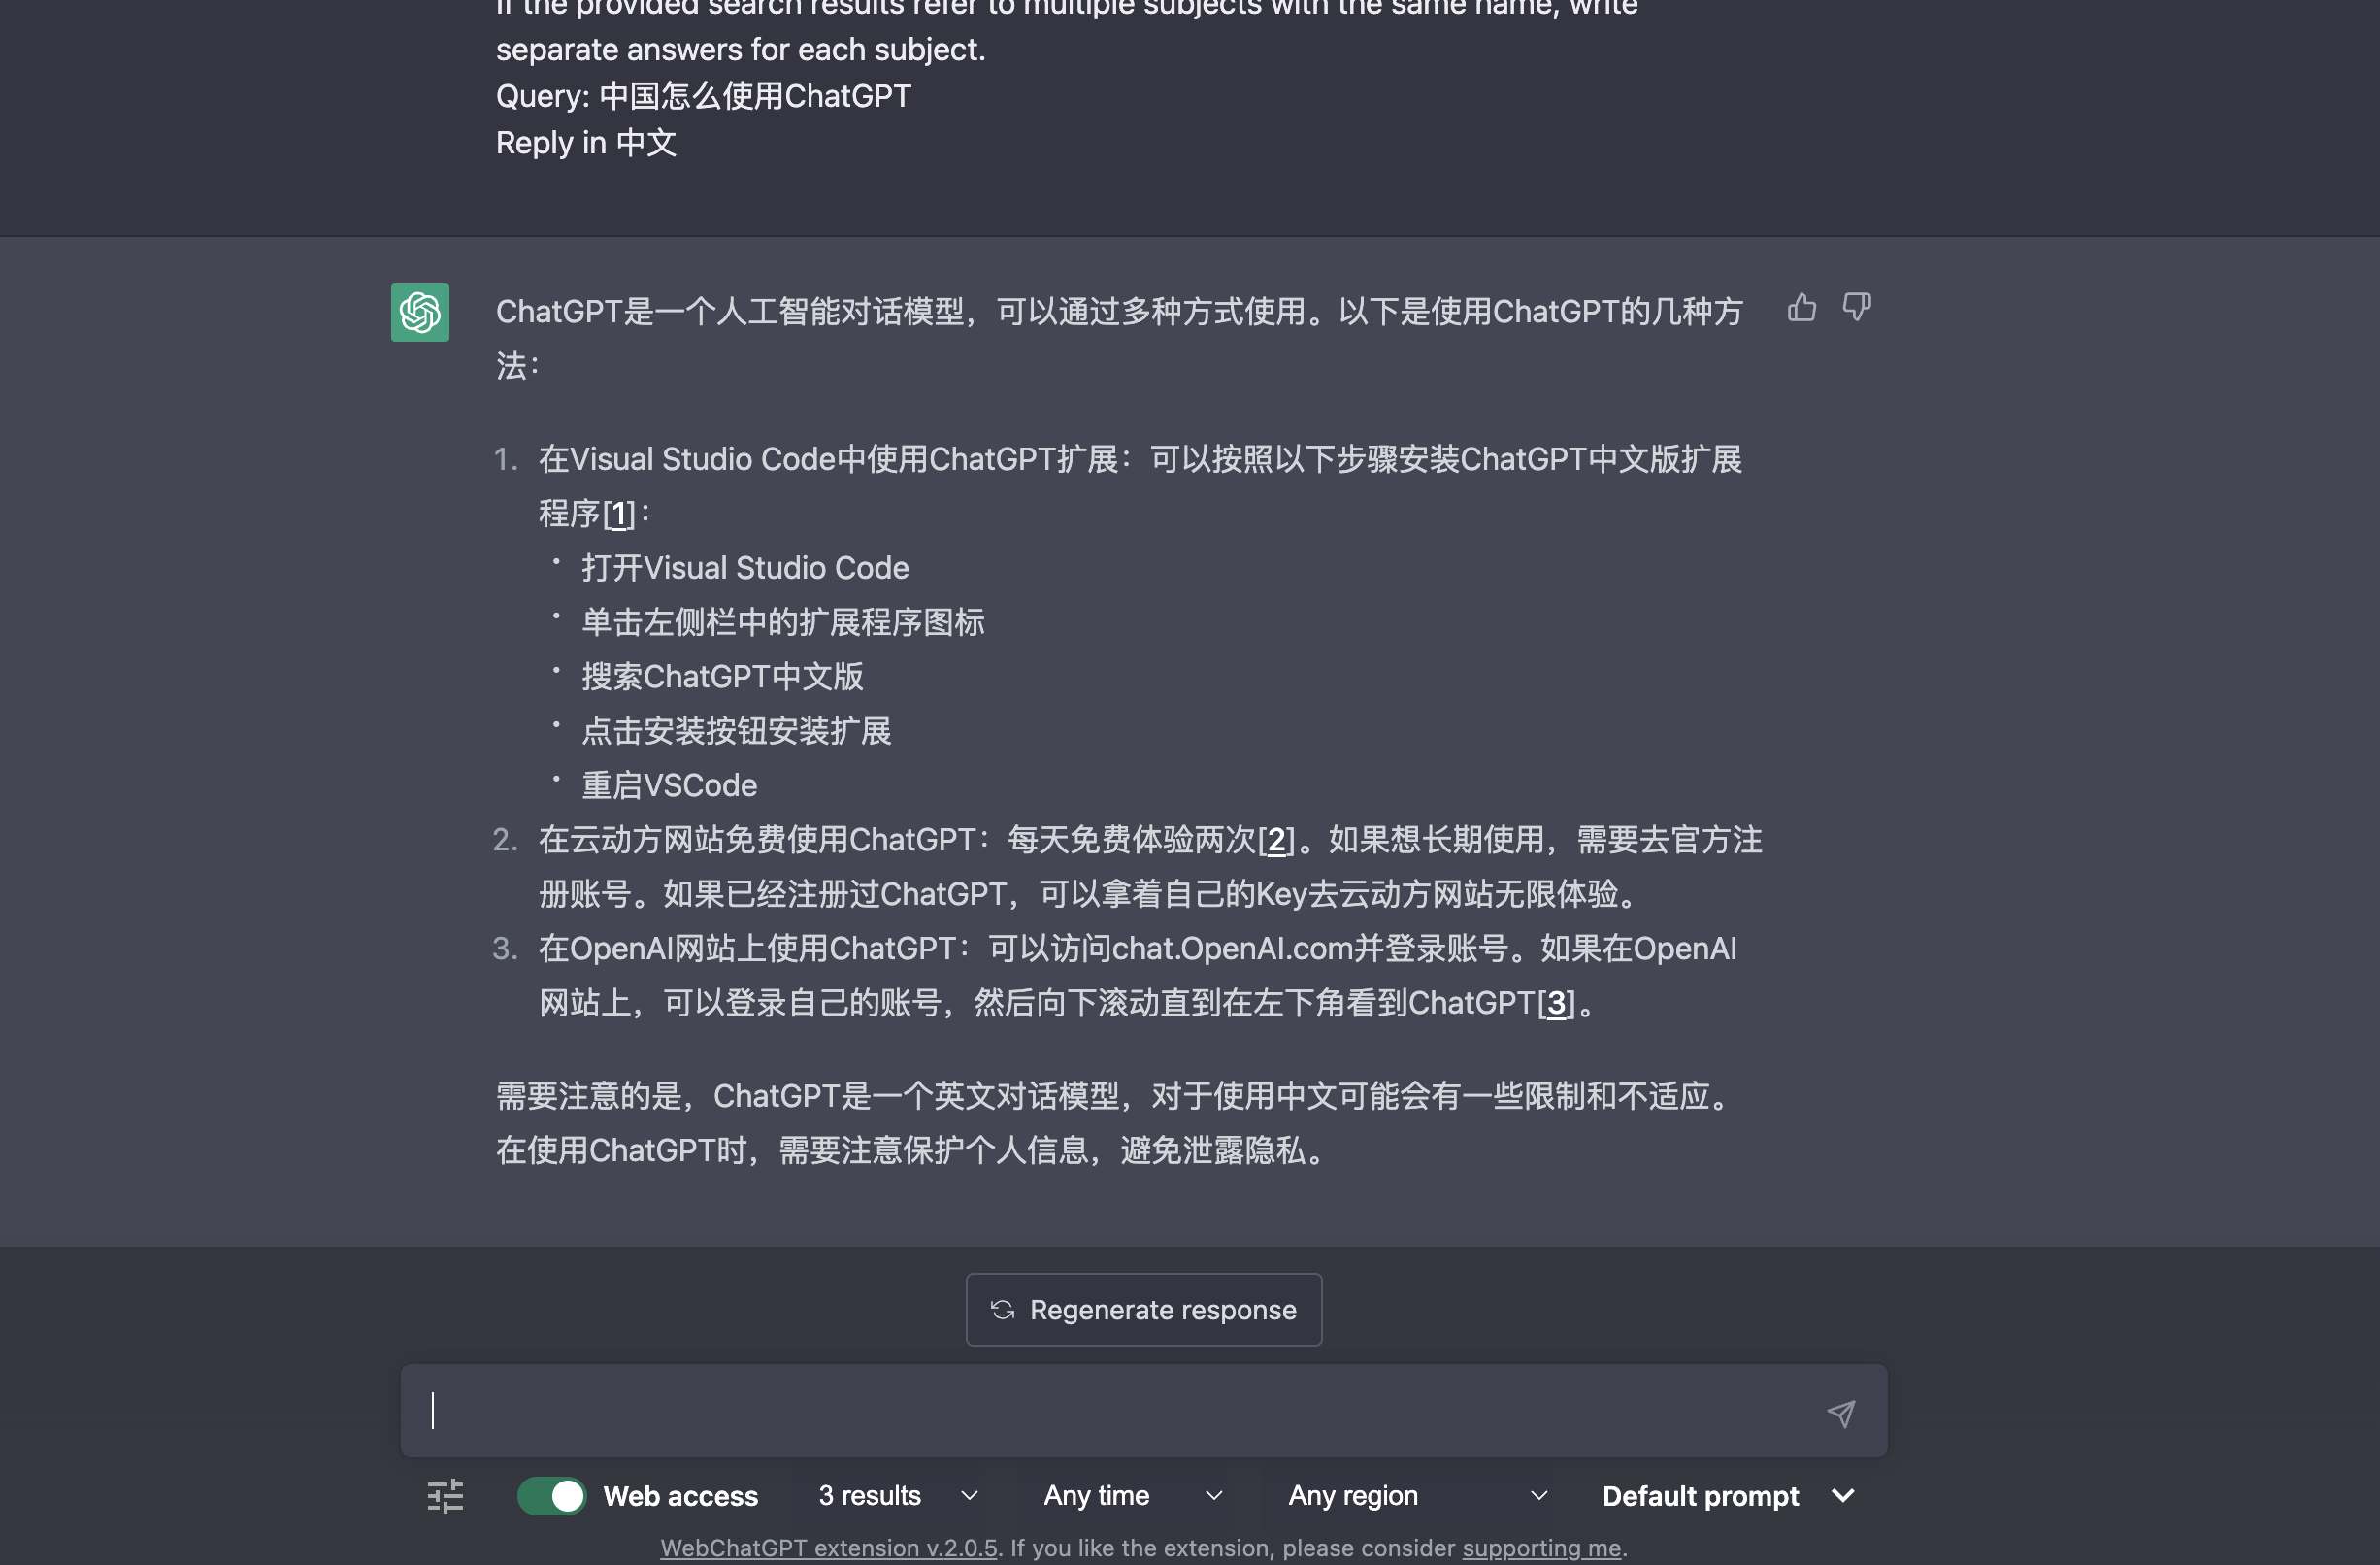 If the provided search results refer to multiple subjects with the same name, write
separate answers for each subject.
Query: 中国怎么使用ChatGPT
Reply in 中文
ChatGPT是一个人工智能对话模型，可以通过多种方式使用。以下是使用ChatGPT的几种方
法：
1. 在Visual Studio Code中使用ChatGPT扩展：可以按照以下步骤安装ChatGPT中文版扩展
程序[1]：
• 打开Visual Studio Code
• 单击左侧栏中的扩展程序图标
• 搜索ChatGPT中文版
• 点击安装按钮安装扩展
• 重启VSCode
2. 在云动方网站免费使用ChatGPT：每天免费体验两次[2]。如果想长期使用，需要去官方注
册账号。如果已经注册过ChatGPT，可以拿着自己的Key去云动方网站无限体验。
3. 在OpenAI网站上使用ChatGPT：可以访问chat.OpenAI.com并登录账号。如果在OpenAI
网站上，可以登录自己的账号，然后向下滚动直到在左下角看到ChatGPT[3]。
需要注意的是，ChatGPT是一个英文对话模型，对于使用中文可能会有一些限制和不适应。
在使用ChatGPT时，需要注意保护个人信息，避免泄露隐私。
Regenerate response
Web access 3 results Any time Any region Default prompt
WebChatGPT extension v.2.0.5. If you like the extension, please consider supporting me.